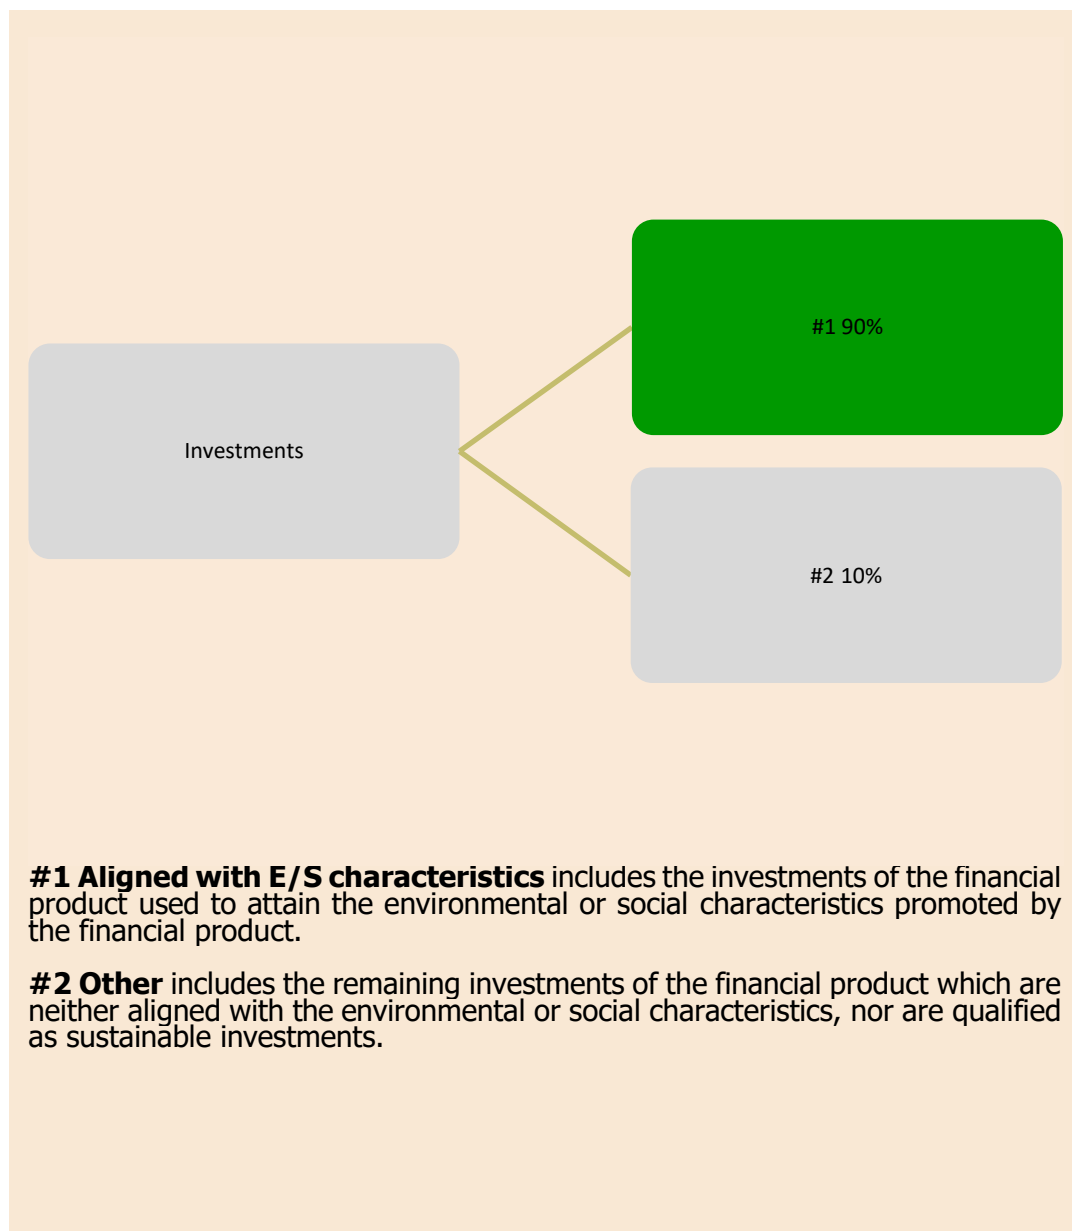 #1 90%
Investments
#2 10%
#1 Aligned with E/S characteristics includes the investments of the financial
product used to attain the environmental or social characteristics promoted by
the financial product.
#2 Other includes the remaining investments of the financial product which are
neither aligned with the environmental or social characteristics, nor are qualified
as sustainable investments.